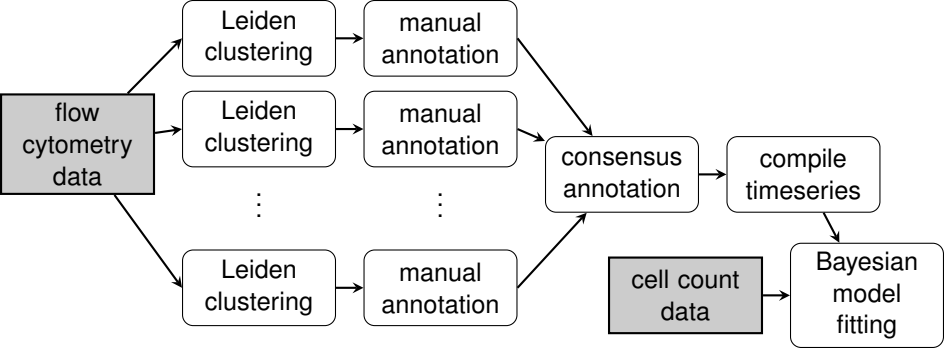 Leiden
clustering
manual
annotation
flow
cytometry
data
Leiden
clustering
manual
annotation
consensus
annotation
compile
timeseries
Leiden
clustering
manual
annotation
cell count
data
Bayesian
model
fitting